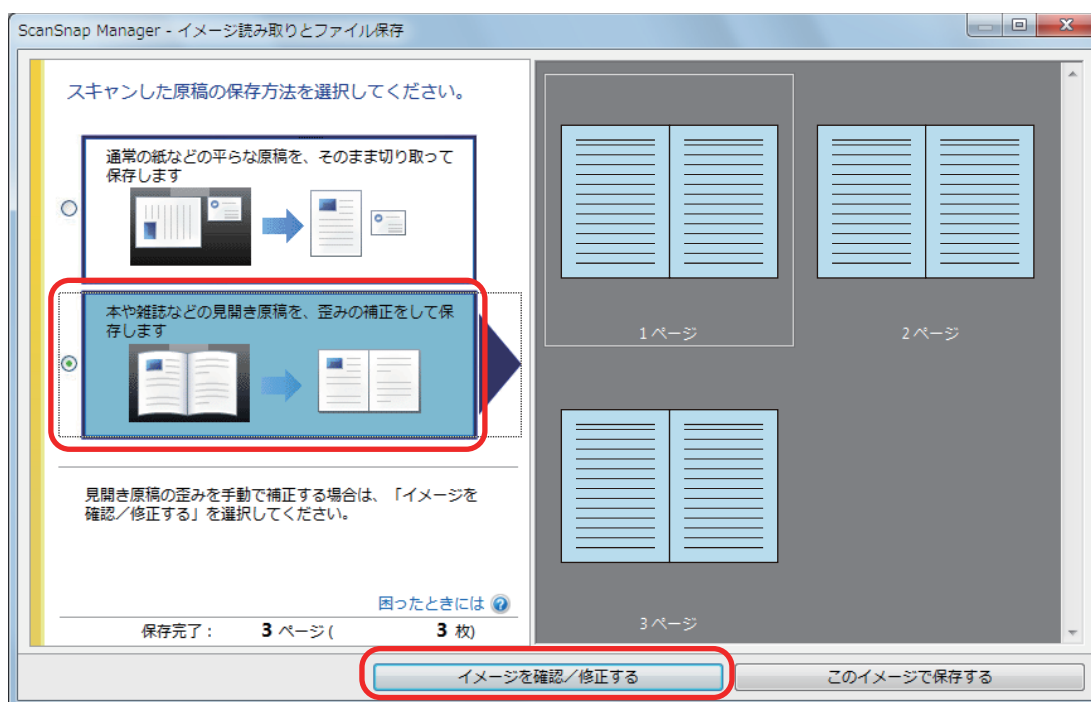 ScanSnap Manager - イメージ読み取りとファイル保存
スキャンした原稿の保存方法を選択してください。
通常の紙などの平らな原稿を、そのまま切り取って
保存します
本や雑誌などの見開き原稿を、歪みの補正をして保
存します
見開き原稿の歪みを手動で補正する場合は、「イメージを
確認／修正する」を選択してください。
困ったときには
保存完了： 3 ページ ( 3 枚)
1 ページ
2 ページ
3 ページ
イメージを確認／修正する
このイメージで保存する